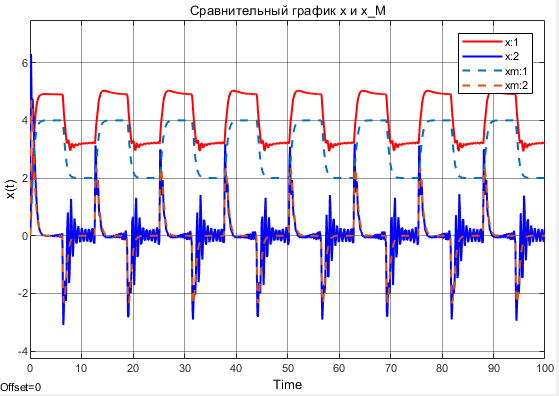 Сравнительный график x и x_M
x:1
x:2
xm:1
xm:2
6
4
2
0
-2
-4
x(t)
0 10 20 30 40 50 60 70 80 90 100
Time
Offset=0